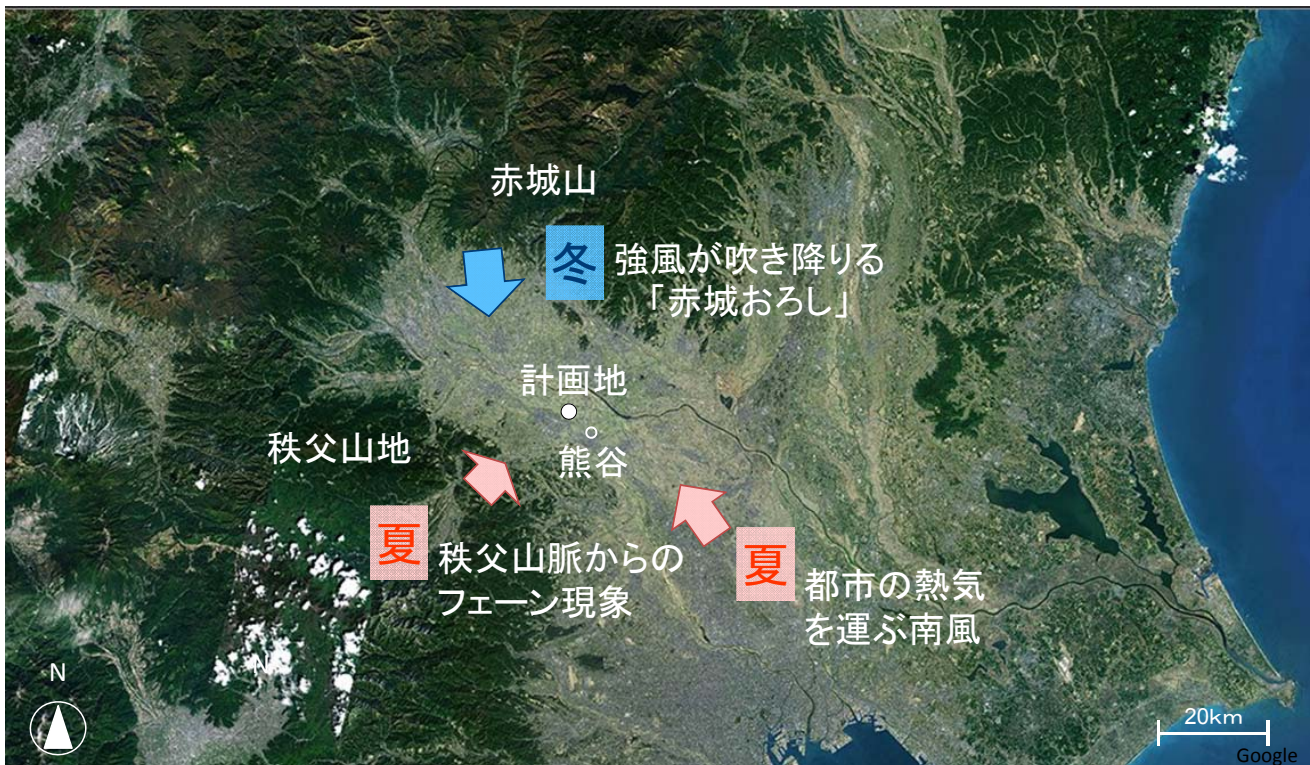 赤城山
冬
強風が吹き降りる
「赤城おろし」
計画地
熊谷
秩父山地
夏
秩父山脈からの
フェーン現象
夏
都市の熱気
を運ぶ南風
N
N
20km
Google